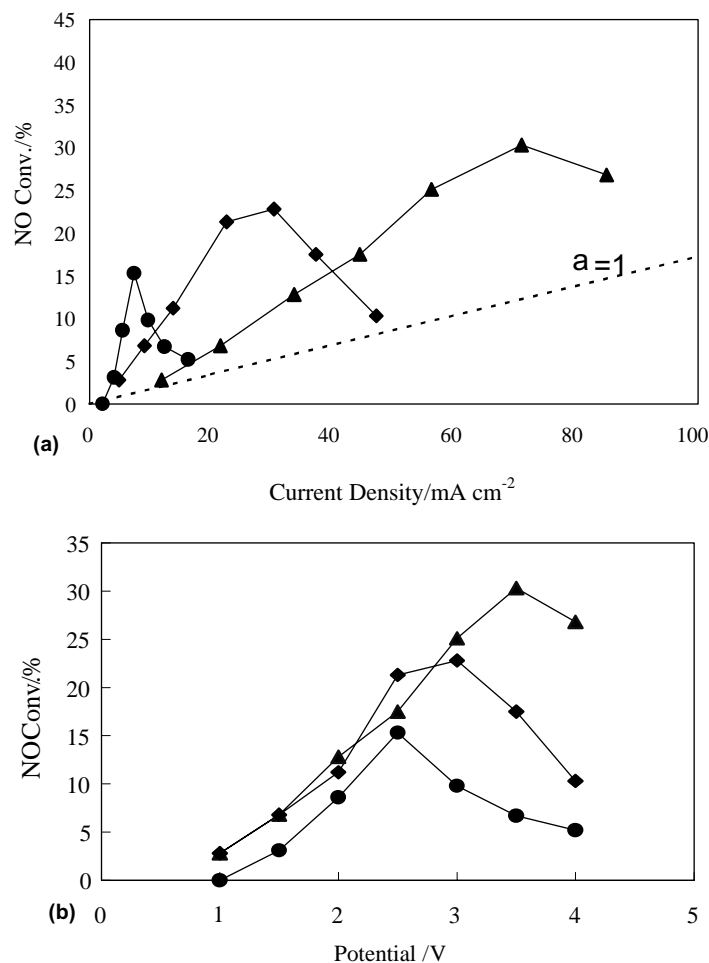 45
40
35
30
25
20
15
10
5
0
NO Conv./%
a =1
0 20 40 60 80 100
(a)
Current Density/mA cm-2
35
30
25
20
15
10
5
0
NOConv./%
(b) 0 1 2 3 4 5
Potential /V